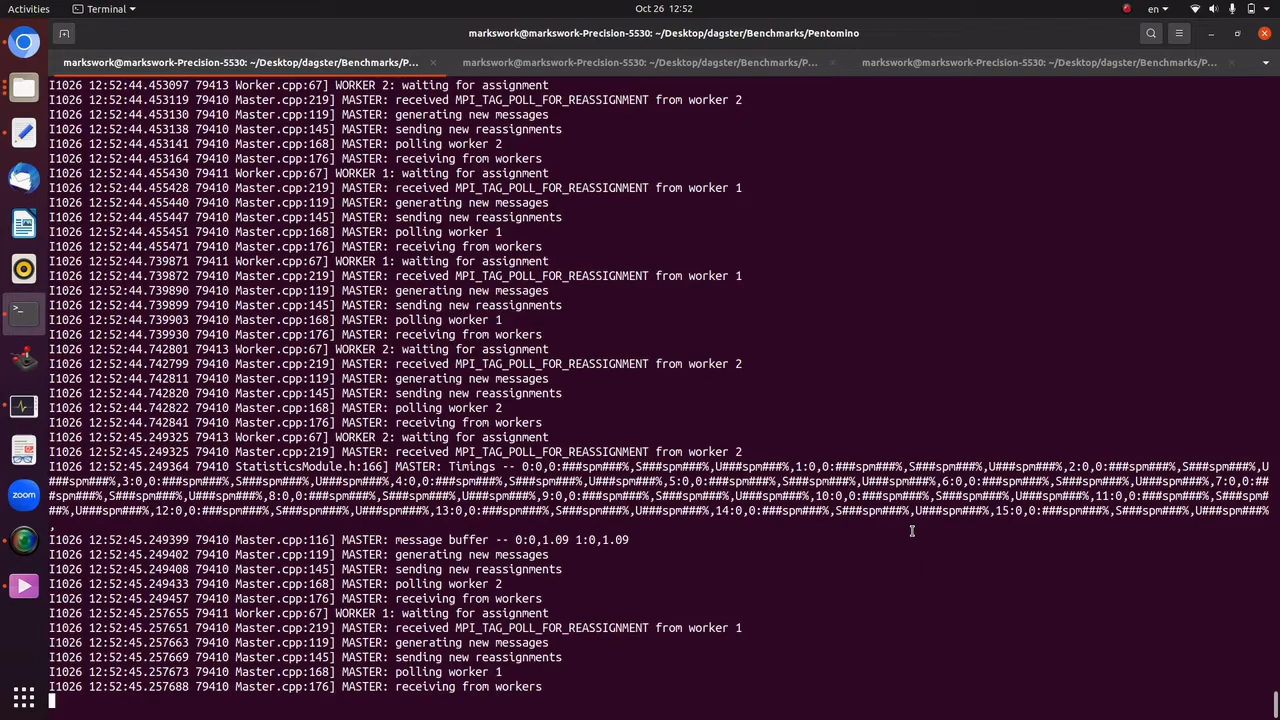 Activities
Terminal
Oct 26 12:52
en
markswork@markswork-Precision-5530: ~/Desktop/dagster/Benchmarks/Pentomino
markswork@markswork-Precision-5530: ~/Desktop/dagster/Benchmarks/P...
markswork@markswork-Precision-5530: ~/Desktop/dagster/Benchmarks/P...
markswork@markswork-Precision-5530: ~/Desktop/dagster/Benchmarks/P...
I1026 12:52:44.453097 79413 Worker.cpp:67] WORKER 2: waiting for assignment
I1026 12:52:44.453119 79410 Master.cpp:219] MASTER: received MPI_TAG_POLL_FOR_REASSIGNMENT from worker 2
I1026 12:52:44.453130 79410 Master.cpp:119] MASTER: generating new messages
I1026 12:52:44.453138 79410 Master.cpp:145] MASTER: sending new reassignments
I1026 12:52:44.453141 79410 Master.cpp:168] MASTER: polling worker 2
I1026 12:52:44.453164 79410 Master.cpp:176] MASTER: receiving from workers
I1026 12:52:44.455430 79411 Worker.cpp:67] WORKER 1: waiting for assignment
I1026 12:52:44.455428 79410 Master.cpp:219] MASTER: received MPI_TAG_POLL_FOR_REASSIGNMENT from worker 1
I1026 12:52:44.455440 79410 Master.cpp:119] MASTER: generating new messages
I1026 12:52:44.455447 79410 Master.cpp:145] MASTER: sending new reassignments
I1026 12:52:44.455451 79410 Master.cpp:168] MASTER: polling worker 1
I1026 12:52:44.455471 79410 Master.cpp:176] MASTER: receiving from workers
I1026 12:52:44.739871 79411 Worker.cpp:67] WORKER 1: waiting for assignment
I1026 12:52:44.739872 79410 Master.cpp:219] MASTER: received MPI_TAG_POLL_FOR_REASSIGNMENT from worker 1
I1026 12:52:44.739890 79410 Master.cpp:119] MASTER: generating new messages
I1026 12:52:44.739899 79410 Master.cpp:145] MASTER: sending new reassignments
I1026 12:52:44.739903 79410 Master.cpp:168] MASTER: polling worker 1
I1026 12:52:44.739930 79410 Master.cpp:176] MASTER: receiving from workers
I1026 12:52:44.742801 79413 Worker.cpp:67] WORKER 2: waiting for assignment
I1026 12:52:44.742799 79410 Master.cpp:219] MASTER: received MPI_TAG_POLL_FOR_REASSIGNMENT from worker 2
I1026 12:52:44.742811 79410 Master.cpp:119] MASTER: generating new messages
I1026 12:52:44.742820 79410 Master.cpp:145] MASTER: sending new reassignments
I1026 12:52:44.742822 79410 Master.cpp:168] MASTER: polling worker 2
I1026 12:52:44.742841 79410 Master.cpp:176] MASTER: receiving from workers
I1026 12:52:45.249325 79413 Worker.cpp:67] WORKER 2: waiting for assignment
I1026 12:52:45.249325 79410 Master.cpp:219] MASTER: received MPI_TAG_POLL_FOR_REASSIGNMENT from worker 2
I1026 12:52:45.249364 79410 StatisticsModule.h:166] MASTER: Timings -- 0:0,0:###spm###%,S###spm###%,U###spm###%,1:0,0:###spm###%,S###spm###%,U###spm###%,2:0,0:###spm###%,S###spm###%,U
###spm###%,3:0,0:###spm###%,S###spm###%,U###spm###%,4:0,0:###spm###%,S###spm###%,U###spm###%,5:0,0:###spm###%,S###spm###%,U###spm###%,6:0,0:###spm###%,S###spm###%,U###spm###%,7:0,0:##
#spm###%,S###spm###%,U###spm###%,8:0,0:###spm###%,S###spm###%,U###spm###%,9:0,0:###spm###%,S###spm###%,U###spm###%,10:0,0:###spm###%,S###spm###%,U###spm###%,11:0,0:###spm###%,S###spm##
#%,U###spm###%,12:0,0:###spm###%,S###spm###%,U###spm###%,13:0,0:###spm###%,S###spm###%,U###spm###%,14:0,0:###spm###%,S###spm###%,U###spm###%,15:0,0:###spm###%,S###spm###%,U###spm###%
,
I1026 12:52:45.249399 79410 Master.cpp:116] MASTER: message buffer -- 0:0,1.09 1:0,1.09
I1026 12:52:45.249402 79410 Master.cpp:119] MASTER: generating new messages
I1026 12:52:45.249408 79410 Master.cpp:145] MASTER: sending new reassignments
I1026 12:52:45.249433 79410 Master.cpp:168] MASTER: polling worker 2
I1026 12:52:45.249457 79410 Master.cpp:176] MASTER: receiving from workers
I1026 12:52:45.257655 79411 Worker.cpp:67] WORKER 1: waiting for assignment
I1026 12:52:45.257651 79410 Master.cpp:219] MASTER: received MPI_TAG_POLL_FOR_REASSIGNMENT from worker 1
I1026 12:52:45.257663 79410 Master.cpp:119] MASTER: generating new messages
I1026 12:52:45.257669 79410 Master.cpp:145] MASTER: sending new reassignments
I1026 12:52:45.257673 79410 Master.cpp:168] MASTER: polling worker 1
I1026 12:52:45.257688 79410 Master.cpp:176] MASTER: receiving from workers
zoom